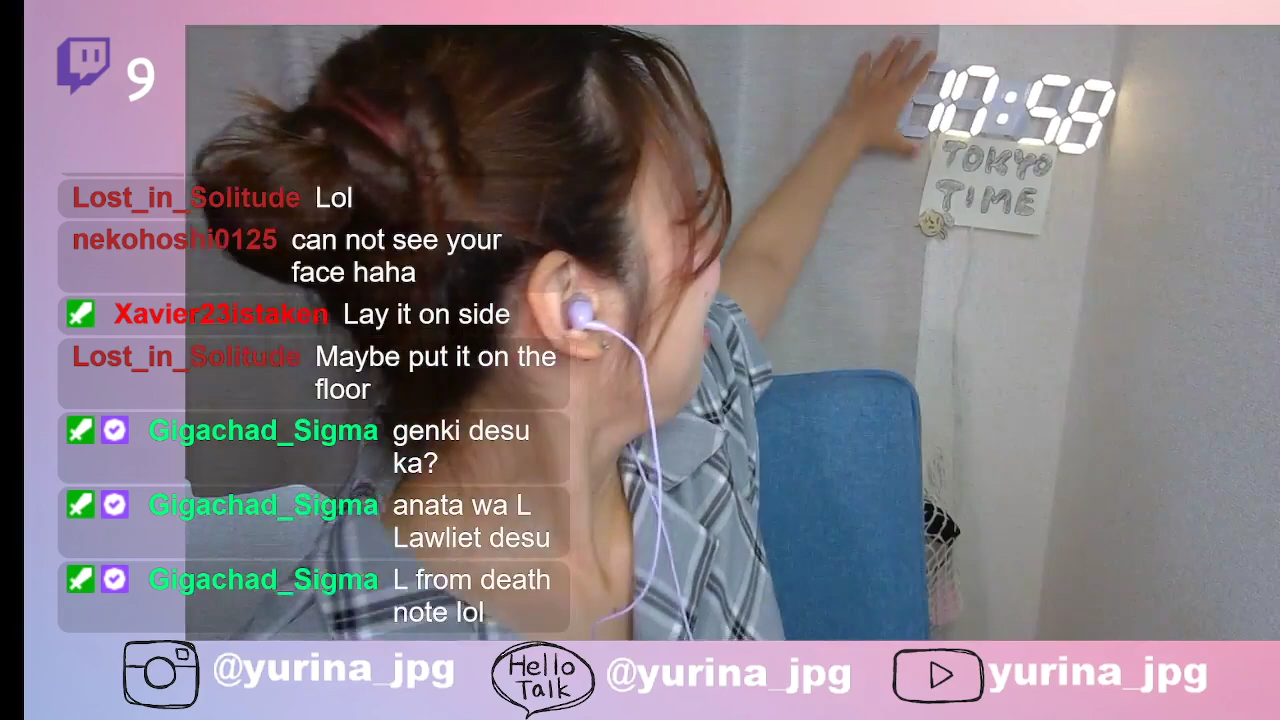 9
10:58
TOKYO
TIME
Lost_in_Solitude Lol
nekohoshi0125 can not see your
face haha
Xavier23istaken Lay it on side
Lost_in_Solitude Maybe put it on the
floor
Gigachad_Sigma genki desu
ka?
Gigachad_Sigma anata wa L
Lawliet desu
Gigachad_Sigma L from death
note lol
@yurina_jpg
Hello
Talk
@yurina_jpg
yurina_jpg